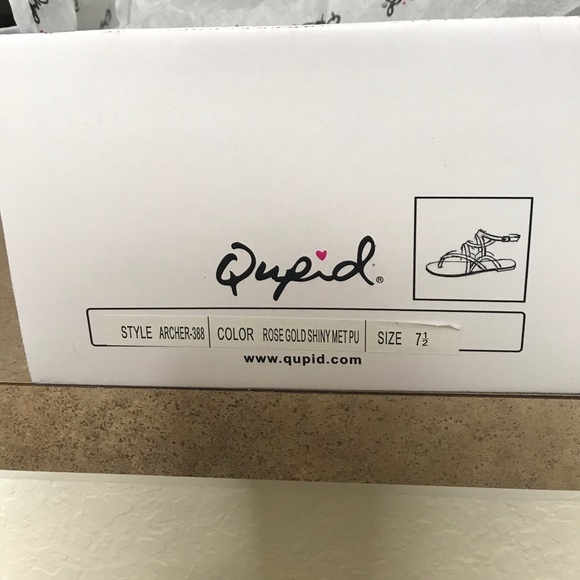 Qupid®
STYLE ARCHER-388 COLOR ROSE GOLD SHINY MET PU SIZE 7½
www.qupid.com